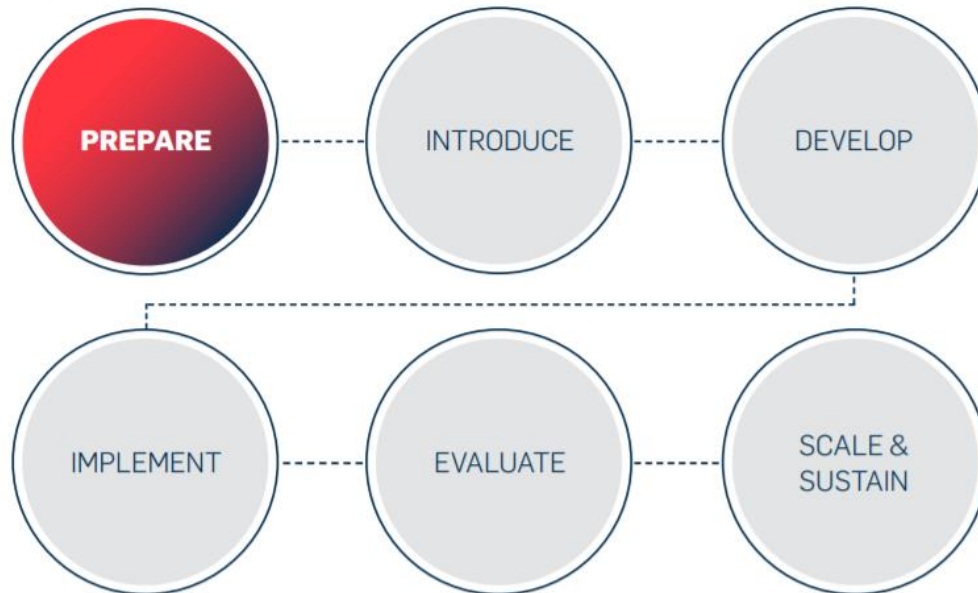 PREPARE
INTRODUCE
DEVELOP
IMPLEMENT
EVALUATE
SCALE &
SUSTAIN